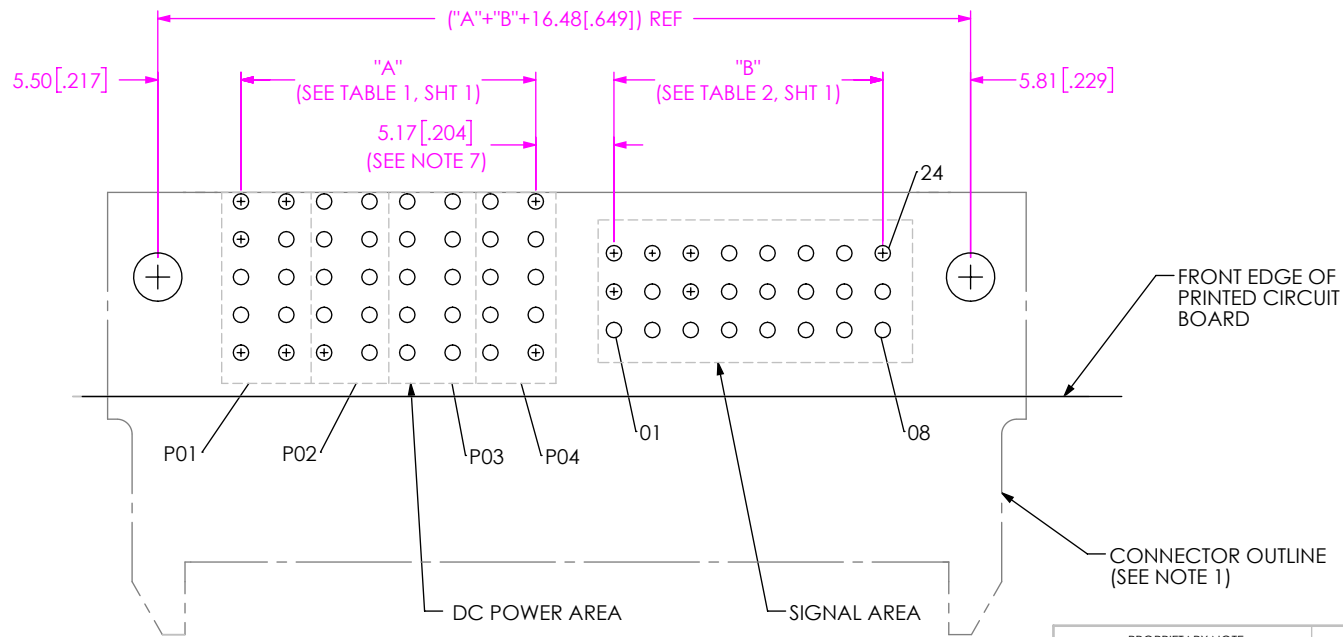 ("A"+"B"+16.48[.649]) REF
5.50[.217]
"A"
(SEE TABLE 1, SHT 1)
"B"
(SEE TABLE 2, SHT 1)
5.81[.229]
5.17[.204]
(SEE NOTE 7)
24
FRONT EDGE OF
PRINTED CIRCUIT
BOARD
P01
P02
P03
P04
01
08
CONNECTOR OUTLINE
(SEE NOTE 1)
DC POWER AREA
SIGNAL AREA
PROPRIETARY NOTE